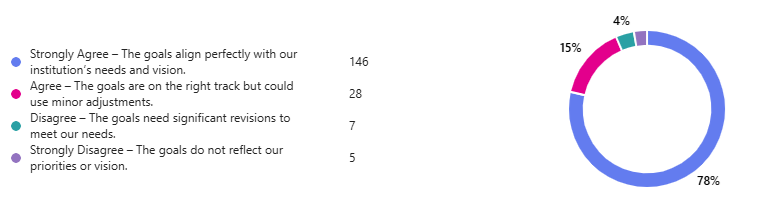 4%
15%
Strongly Agree – The goals align perfectly with our
institution's needs and vision.
146
Agree – The goals are on the right track but could
use minor adjustments.
28
Disagree – The goals need significant revisions to
meet our needs.
7
Strongly Disagree – The goals do not reflect our
priorities or vision.
5
78%